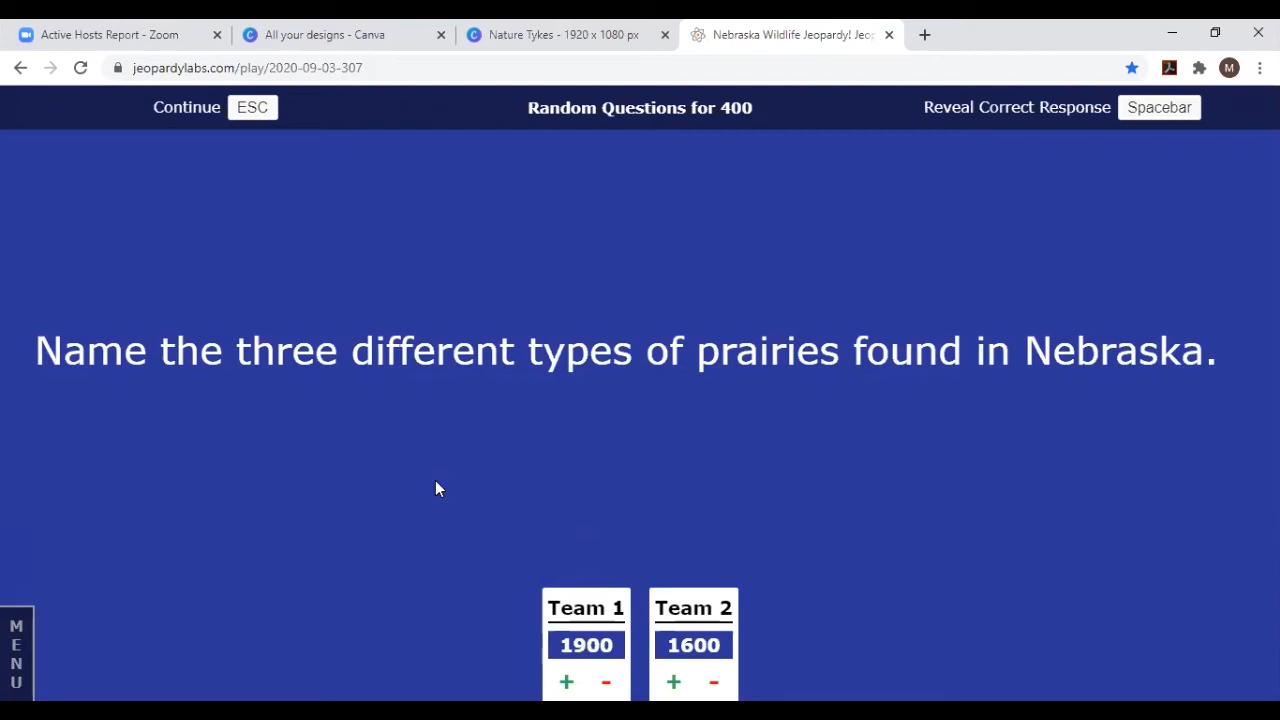 Active Hosts Report - Zoom
All your designs - Canva
Nature Tykes - 1920 x 1080 px
Nebraska Wildlife Jeopardy! Jeop
jeopardylabs.com/play/2020-09-03-307
M
Continue ESC
Random Questions for 400
Reveal Correct Response Spacebar
Name the three different types of prairies found in Nebraska.
Team 1
1900
+ -
Team 2
1600
+ -
MENU